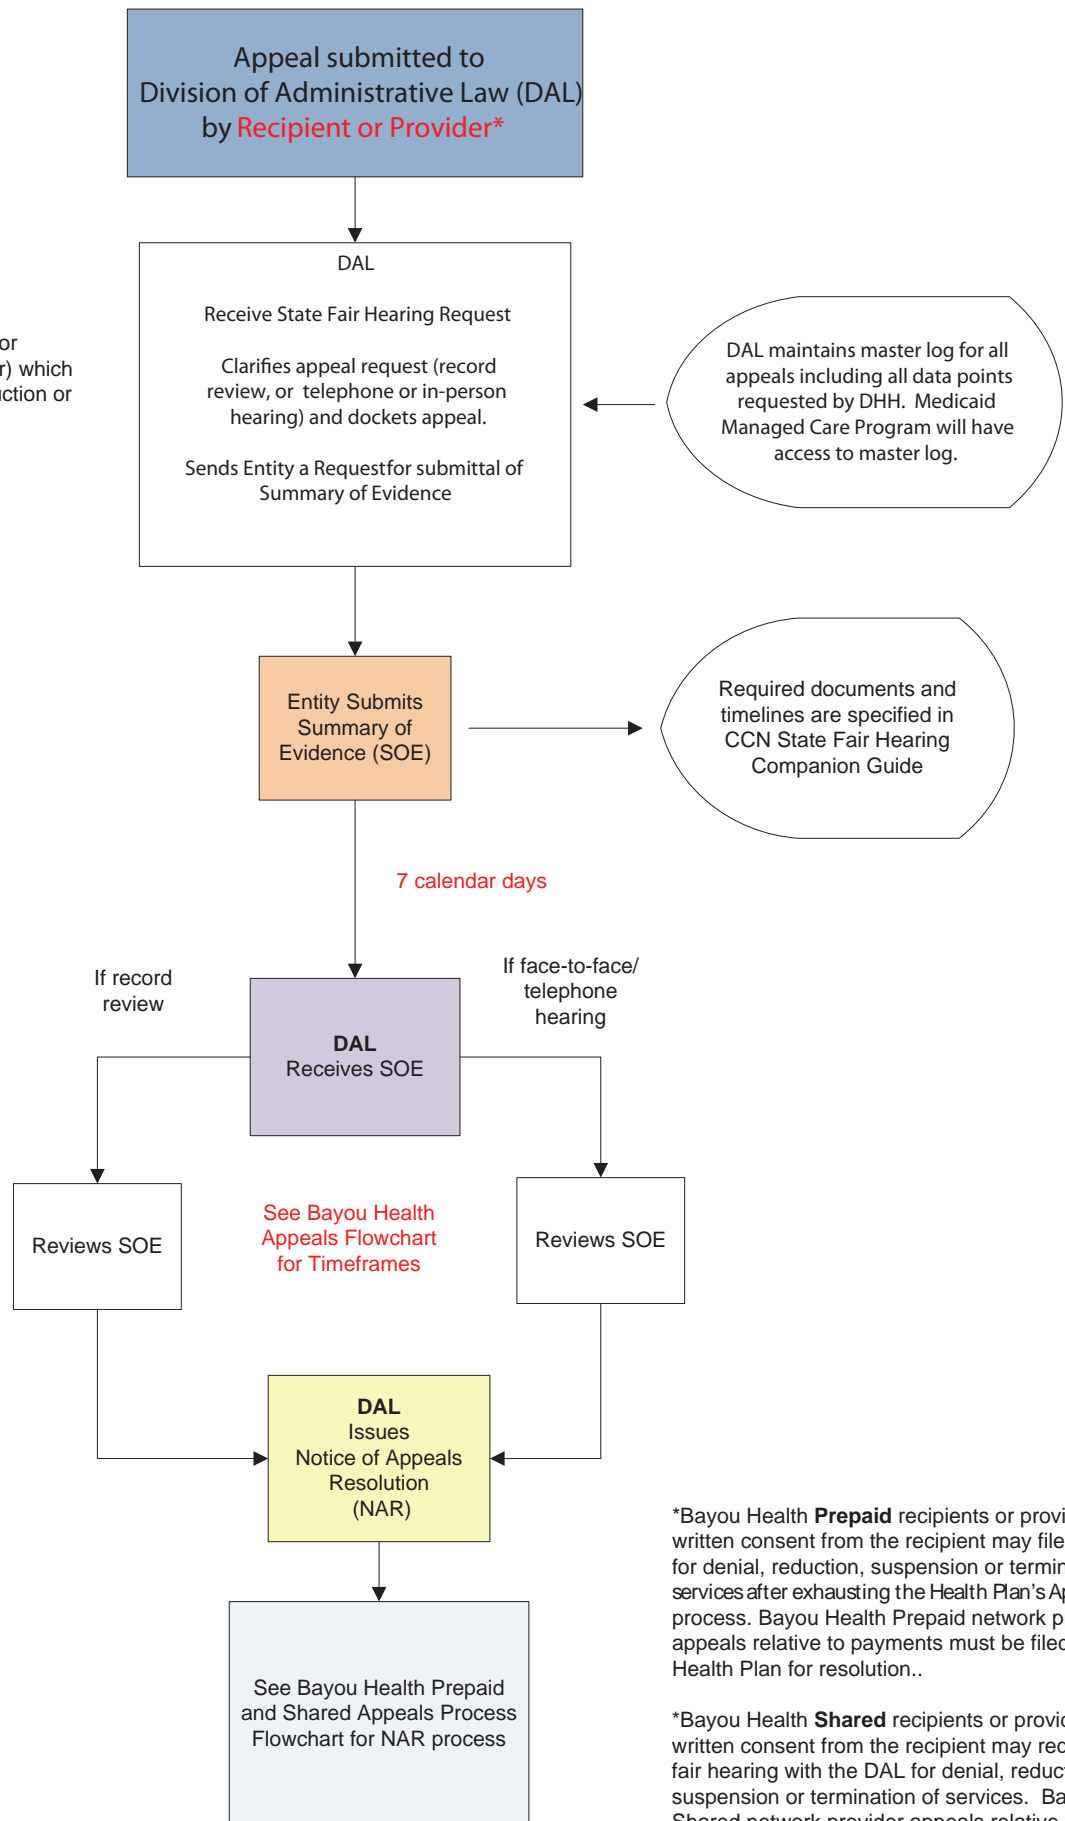 Appeal submitted to
Division of Administrative Law (DAL)
by Recipient or Provider*
DAL
Receive State Fair Hearing Request
Clarifies appeal request (record
review, or telephone or in-person
hearing) and dockets appeal.
Sends Entity a Requestfor submittal of
Summary of Evidence
or
) which
or
DAL maintains master log for all
appeals including all data points
requested by DHH. Medicaid
Managed Care Program will have
access to master log.
Entity Submits
Summary of
Evidence (SOE)
Required documents and
timelines are specified in
CCN State Fair Hearing
Companion Guide
7 calendar days
If record
review
If face-to-face/
telephone
hearing
DAL
Receives SOE
Reviews SOE
See Bayou Health
Appeals Flowchart
for Timeframes
Reviews SOE
DAL
Issues
Notice of Appeals
Resolution
(NAR)
See Bayou Health Prepaid
and Shared Appeals Process
Flowchart for NAR process
*Bayou Health Prepaid recipients or
written consent from the recipient may file
for denial, reduction, suspension or
services after exhausting the Health Plan's
process. Bayou Health Prepaid network
appeals relative to payments must be
Health Plan for resolution..
*Bayou Health Shared recipients or
written consent from the recipient may
fair hearing with the DAL for denial,
suspension or termination of services.
Shared network provider appeals relative